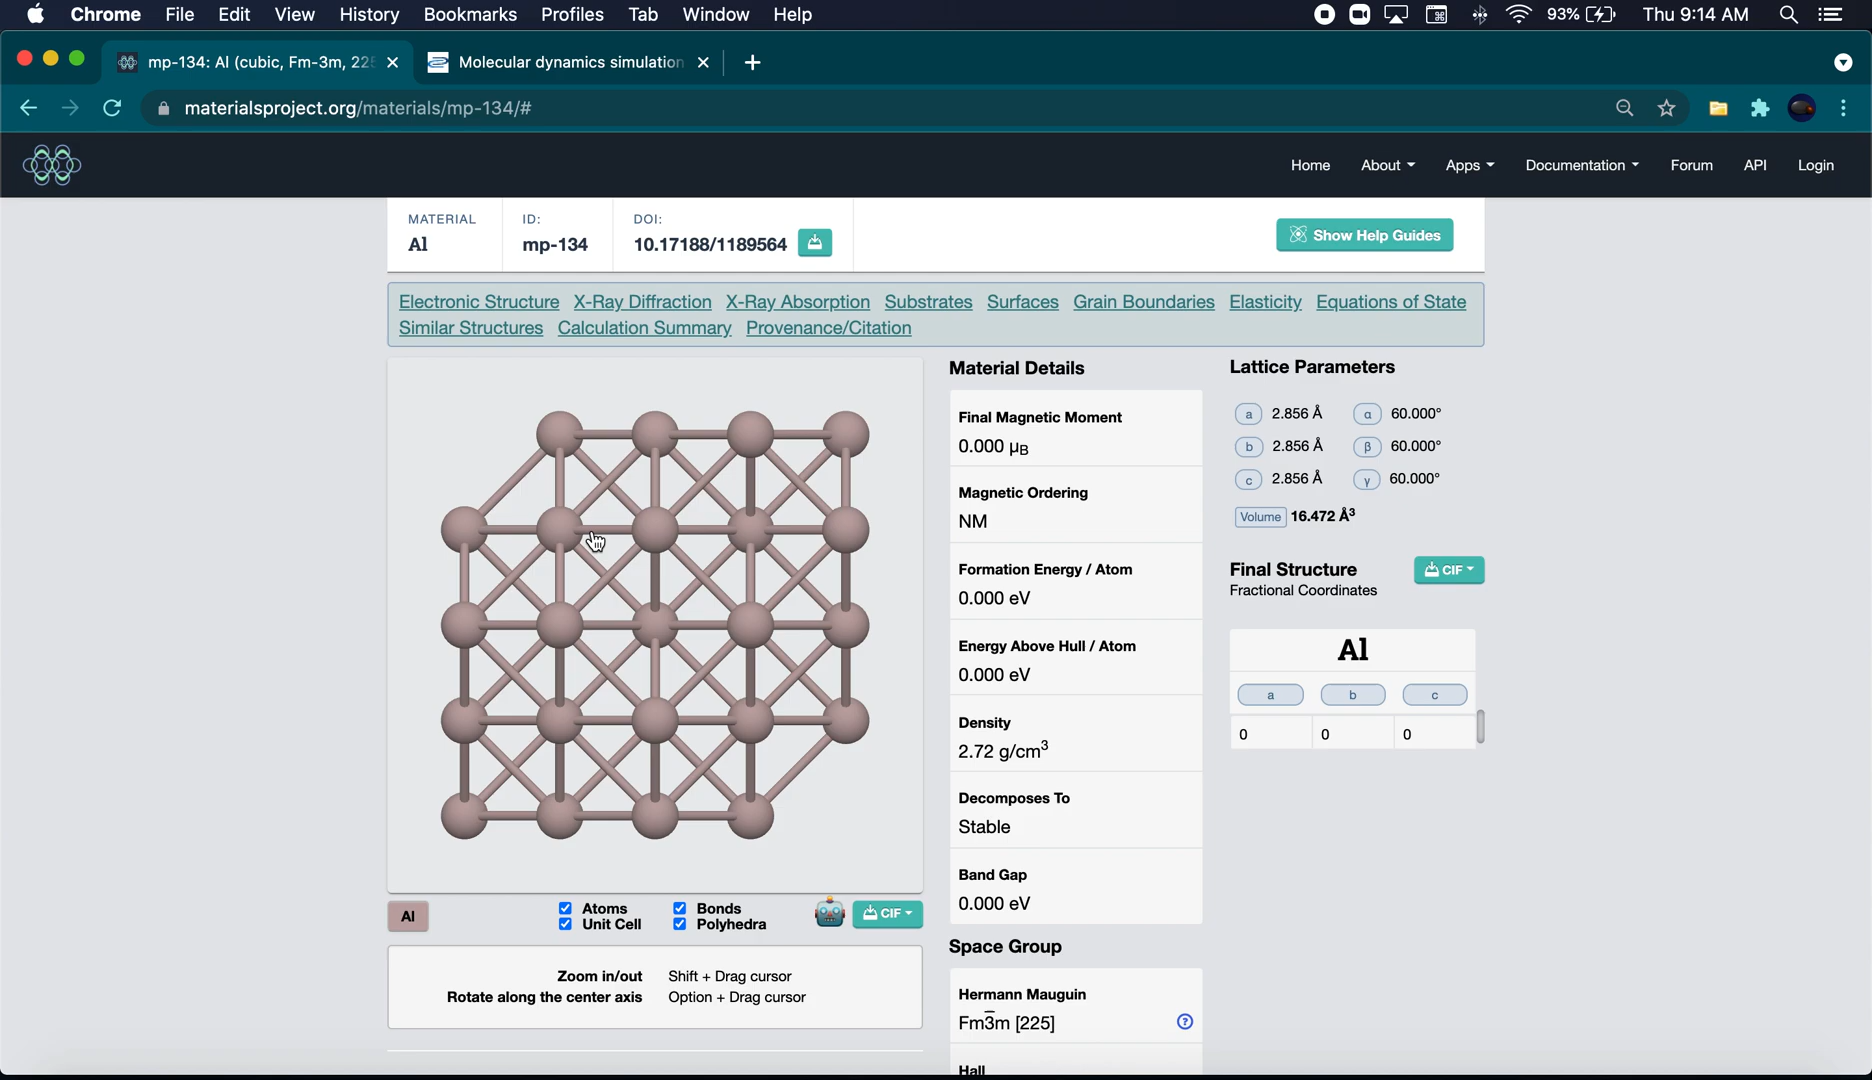 Chrome File Edit View History Bookmarks Profiles Tab Window Help 93% Thu 9:14 AM
mp-134: Al (cubic, Fm-3m, 225 Molecular dynamics simulation
materialsproject.org/materials/mp-134/#
Home About Apps Documentation Forum API Login
MATERIAL ID: DOI:
Al mp-134 10.17188/1189564 Show Help Guides
Electronic Structure X-Ray Diffraction X-Ray Absorption Substrates Surfaces Grain Boundaries Elasticity Equations of State
Similar Structures Calculation Summary Provenance/Citation
Material Details
Final Magnetic Moment
0.000 μB
Magnetic Ordering
NM
Formation Energy / Atom
0.000 eV
Energy Above Hull / Atom
0.000 eV
Density
2.72 g/cm³
Decomposes To
Stable
Band Gap
0.000 eV
Space Group
Hermann Mauguin
Fm3̅m [225]
Hall
Lattice Parameters
a 2.856 Å α 60.000°
b 2.856 Å β 60.000°
c 2.856 Å γ 60.000°
Volume 16.472 Å³
Final Structure CIF
Fractional Coordinates
Al
a b c
0 0 0
Al Atoms Bonds CIF
Unit Cell Polyhedra
Zoom in/out Shift + Drag cursor
Rotate along the center axis Option + Drag cursor